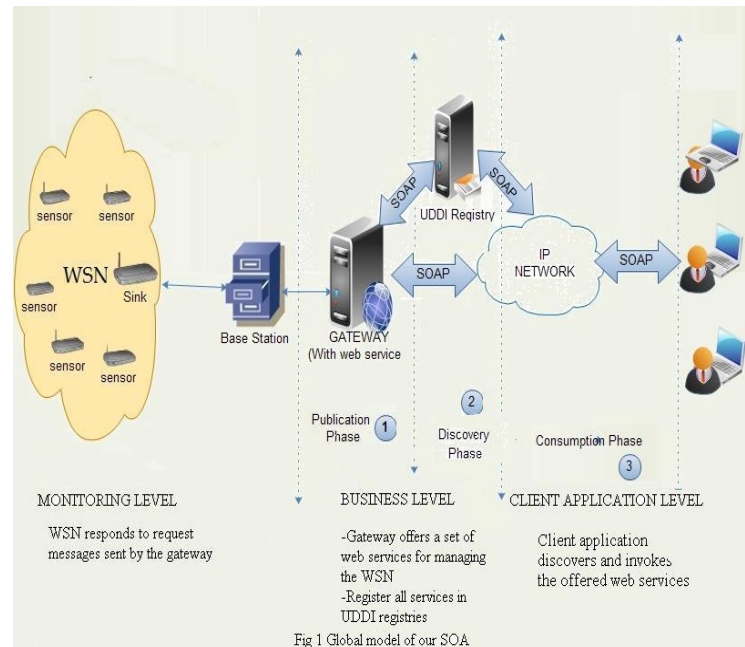 SOAP
SOAP
UDDI Registry
sensor
sensor
WSN
Sink
sensor
sensor
sensor
Base Station
SOAP
IP
NETWORK
SOAP
GATEWAY
(With web service
Publication
Phase
1
2
Discovery
Phase
Consumption Phase
3
MONITORING LEVEL
WSN responds to request
messages sent by the gateway
BUSINESS LEVEL
-Gateway offers a set of
web services for managing
the WSN
-Register all services in
UDDI registries
CLIENT APPLICATION LEVEL
Client application
discovers and invokes
the offered web services
Fig 1 Global model of our SOA